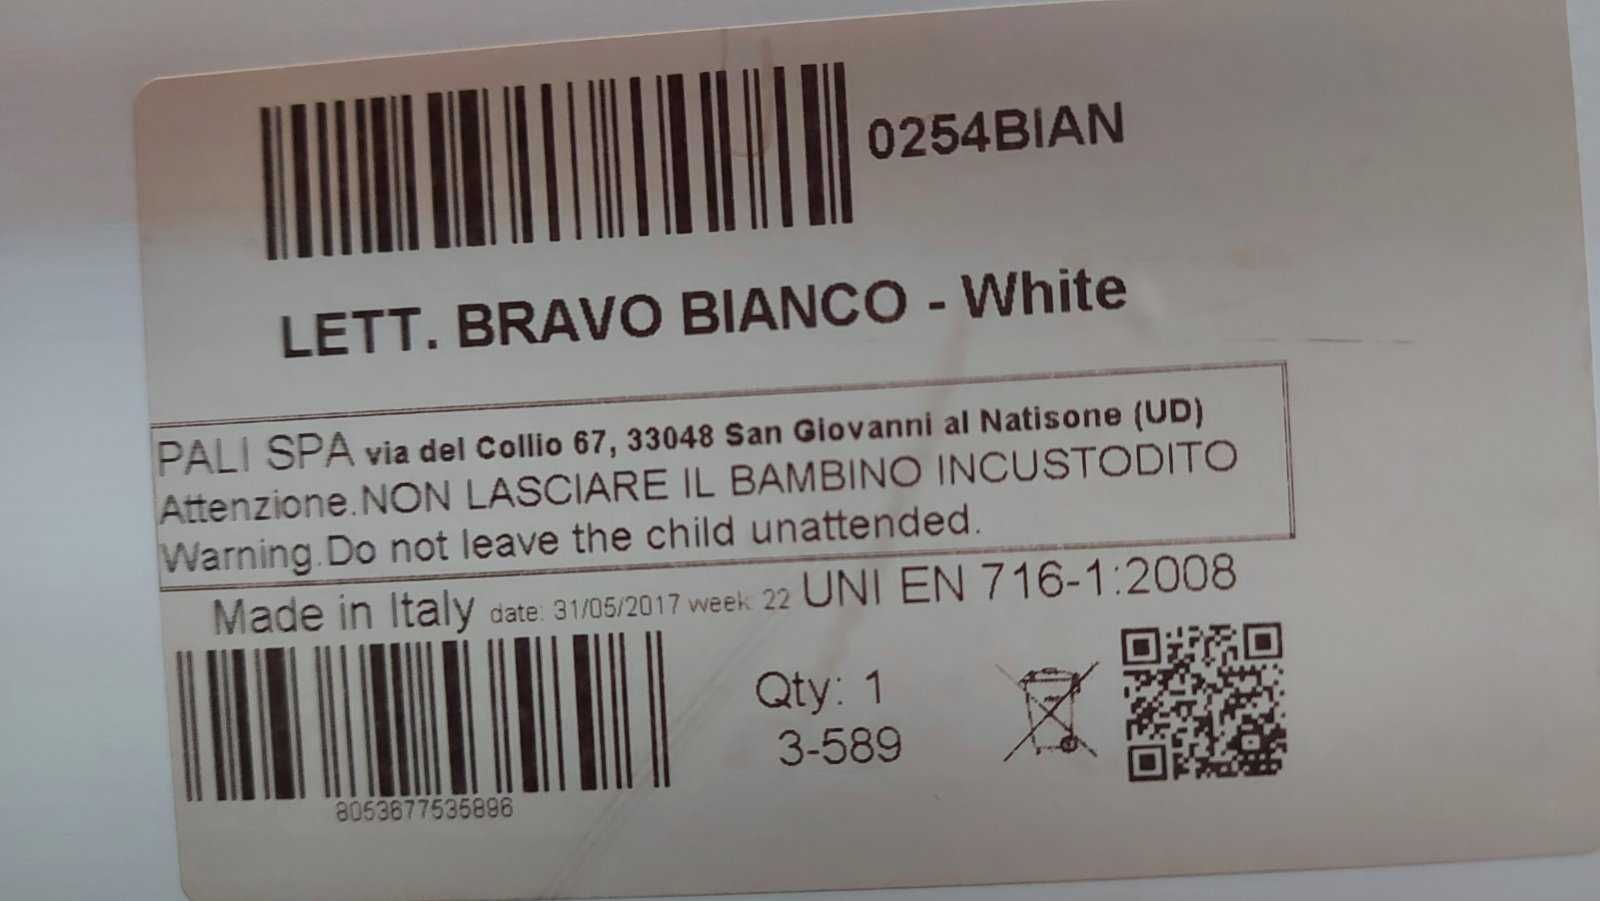 0254BIAN
LETT. BRAVO BIANCO - White
PALI SPA via del Collio 67, 33048 San Giovanni al Natisone (UD)
Attenzione.NON LASCIARE IL BAMBINO INCUSTODITO
Warning.Do not leave the child unattended.
Made in Italy date: 31/05/2017 week: 22 UNI EN 716-1:2008
Qty: 1
3-589
8053677535896